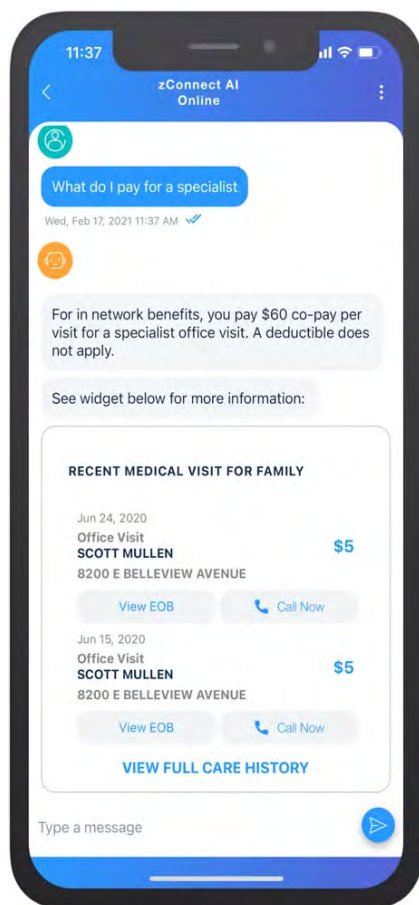 11:37
zConnect AI
Online
What do I pay for a specialist
Wed, Feb 17, 2021 11:37 AM
For in network benefits, you pay $60 co-pay per
visit for a specialist office visit. A deductible does
not apply.
See widget below for more information:
RECENT MEDICAL VISIT FOR FAMILY
Jun 24, 2020
Office Visit
SCOTT MULLEN
$5
8200 E BELLEVIEW AVENUE
View EOB Call Now
Jun 15, 2020
Office Visit
SCOTT MULLEN
$5
8200 E BELLEVIEW AVENUE
View EOB Call Now
VIEW FULL CARE HISTORY
Type a message